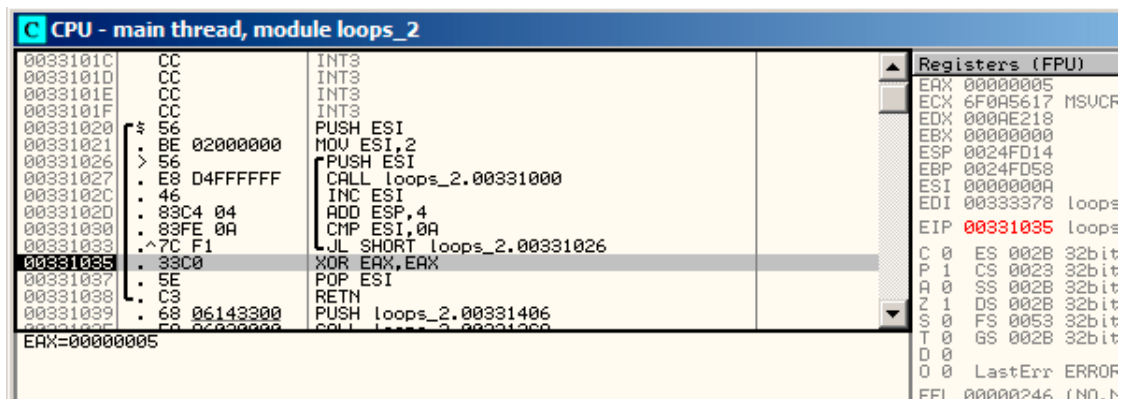 C CPU - main thread, module loops_2
0033101C CC INT3
0033101D CC INT3
0033101E CC INT3
0033101F CC INT3
00331020 $ 56 PUSH ESI
00331021 . BE 02000000 MOV ESI,2
00331026 > 56 PUSH ESI
00331027 . E8 D4FFFFFF CALL loops_2.00331000
0033102C . 46 INC ESI
0033102D . 83C4 04 ADD ESP,4
00331030 . 83FE 0A CMP ESI,0A
00331033 .^7C F1 JL SHORT loops_2.00331026
00331035 . 33C0 XOR EAX,EAX
00331037 . 5E POP ESI
00331038 . C3 RETN
00331039 . 68 06143300 PUSH loops_2.00331406
EAX=00000005
Registers (FPU)
EAX 00000005
ECX 6F0A5617 MSVCR
EDX 000AE218
EBX 00000000
ESP 0024FD14
EBP 0024FD58
ESI 0000000A
EDI 00333378 loops
EIP 00331035 loops
C 0 ES 002B 32bit
P 1 CS 0023 32bit
A 0 SS 002B 32bit
Z 1 DS 002B 32bit
S 0 FS 0053 32bit
T 0 GS 002B 32bit
D 0
O 0 LastErr ERROR
EFL 00000246 (NO,N